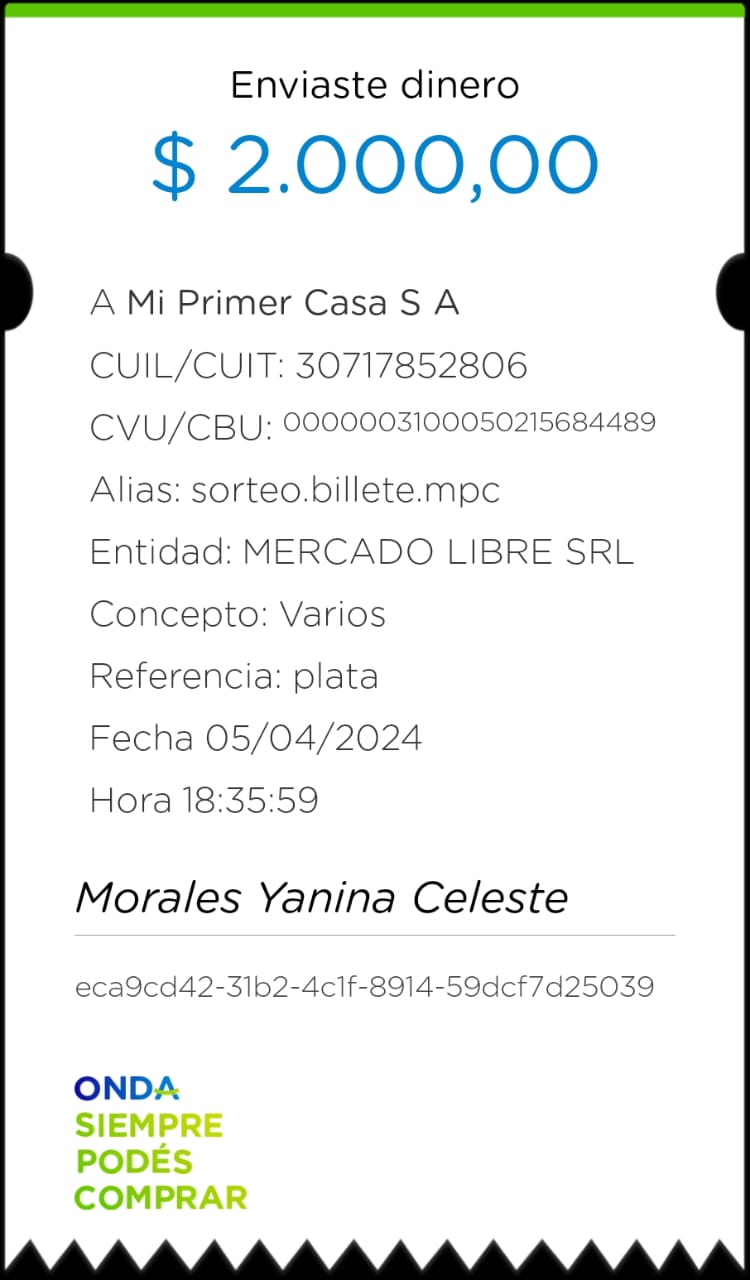 Enviaste dinero
$ 2.000,00
A Mi Primer Casa S A
CUIL/CUIT: 30717852806
CVU/CBU: 0000003100050215684489
Alias: sorteo.billete.mpc
Entidad: MERCADO LIBRE SRL
Concepto: Varios
Referencia: plata
Fecha 05/04/2024
Hora 18:35:59
Morales Yanina Celeste
eca9cd42-31b2-4c1f-8914-59dcf7d25039
ONDA
SIEMPRE
PODÉS
COMPRAR